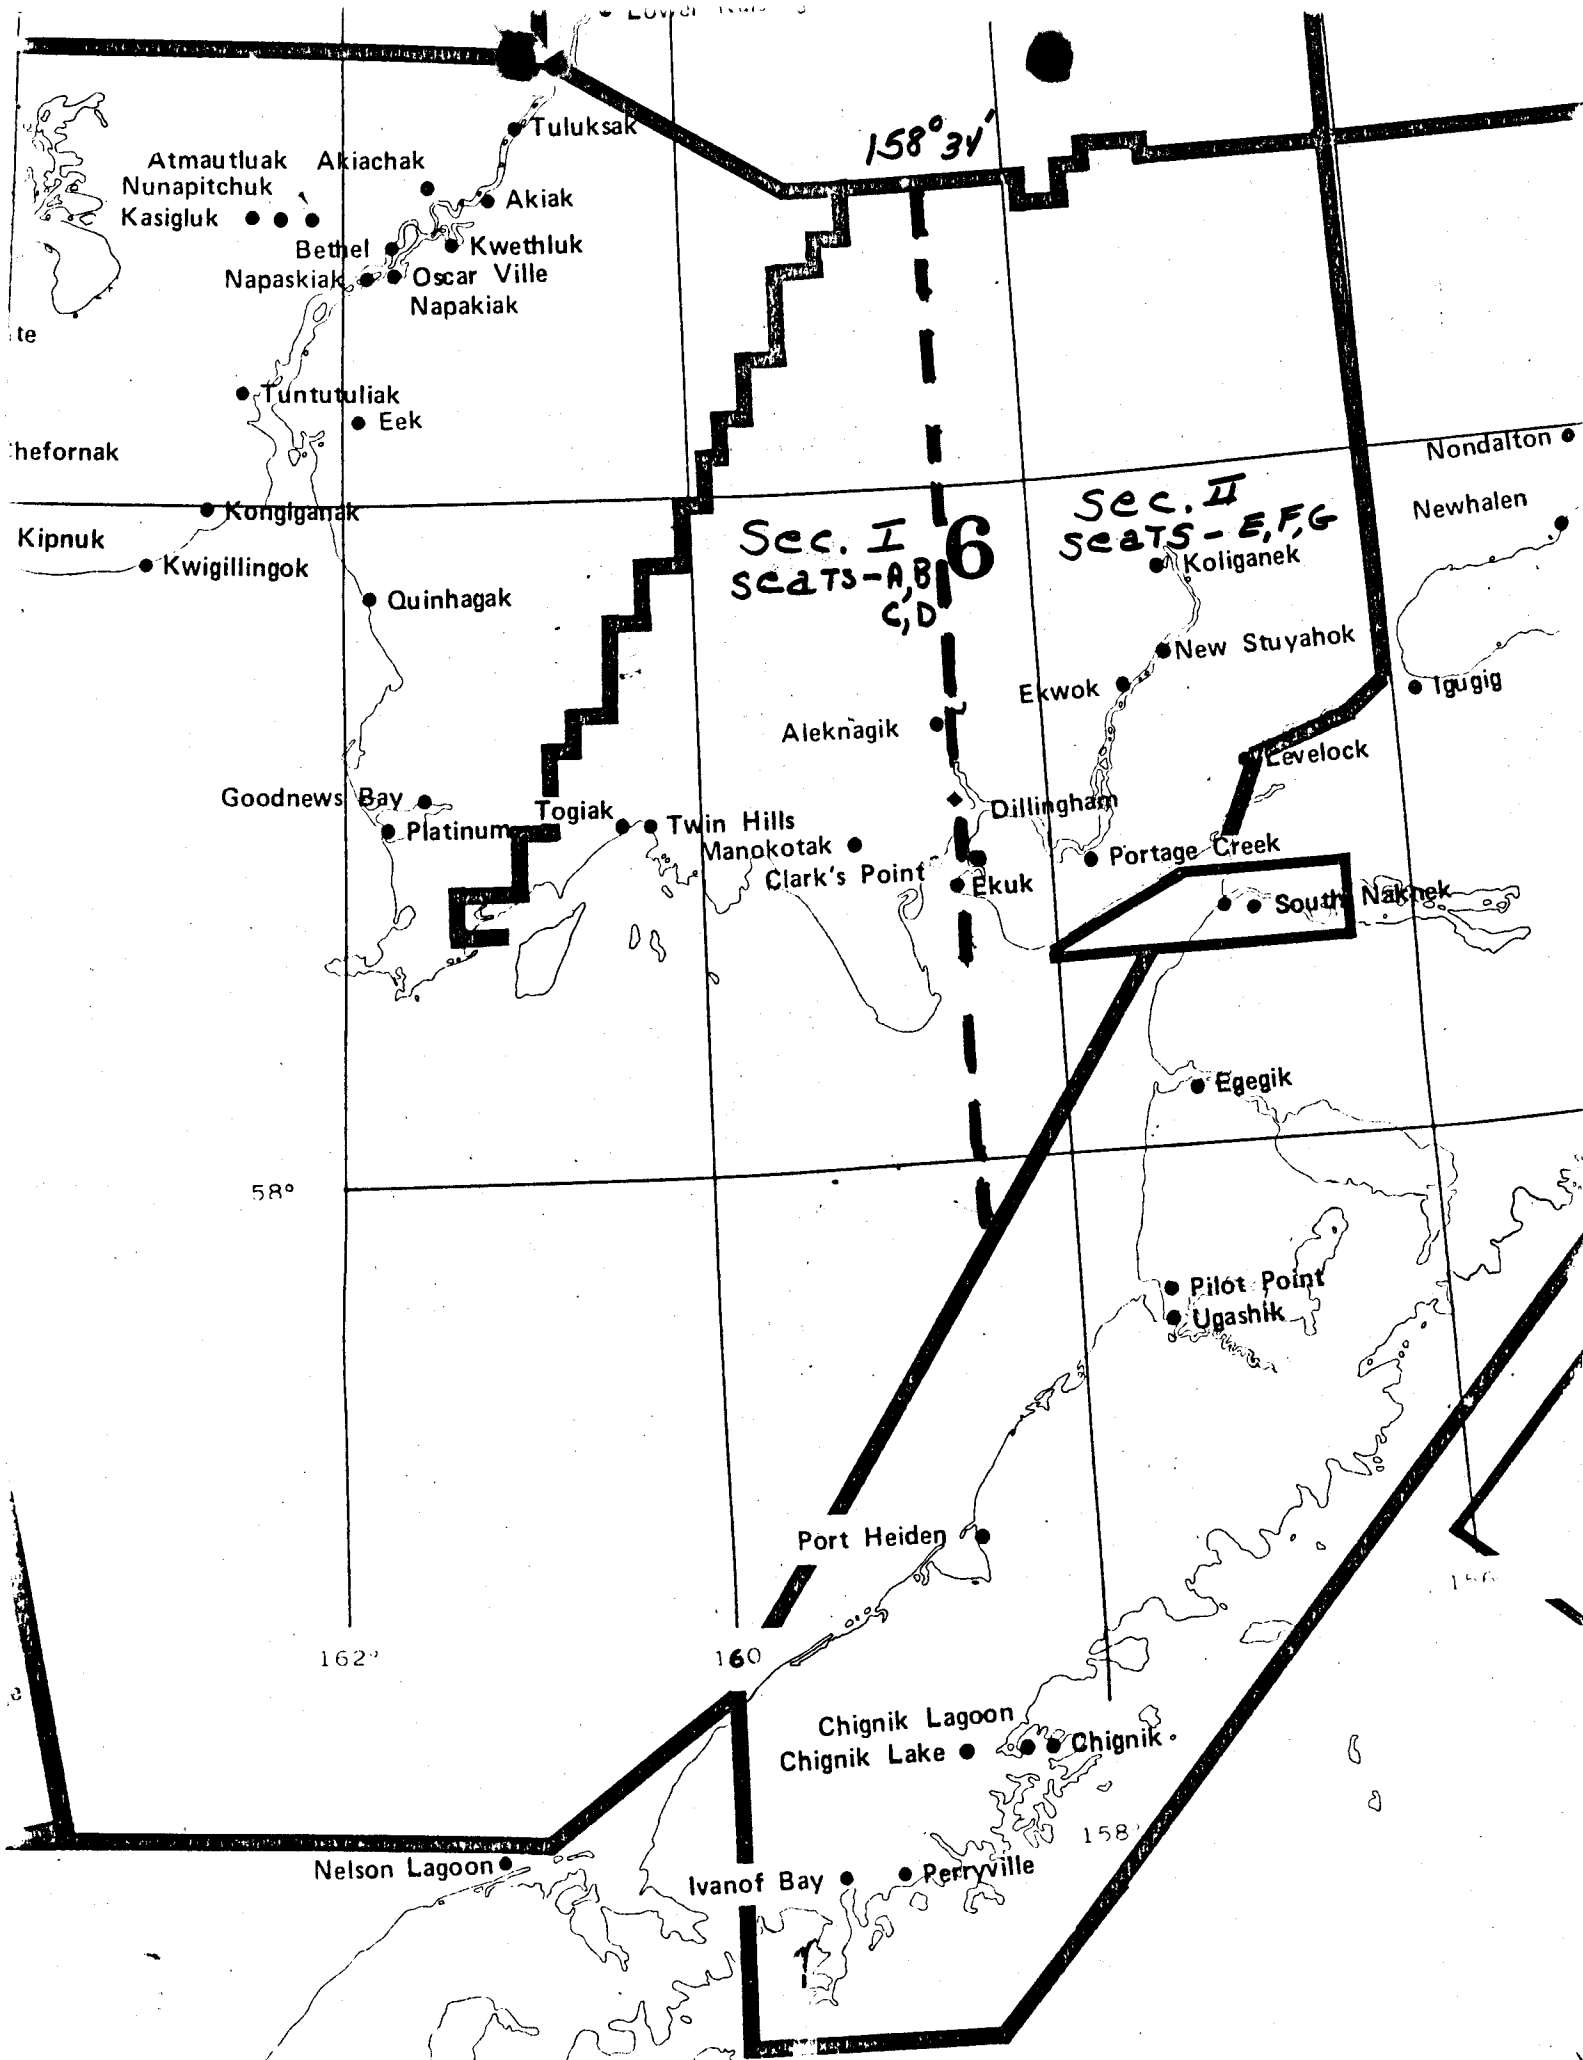 158° 34'
Tuluksak
Atmautluak Akiachak
Nunapitchuk
Kasigluk
Akiak
Bethel
Kwethluk
Napaskiak
Oscar Ville
Napakiak
te
Tuntutuliak
Eek
hefornak
Nondalton
Kongiganak
Kipnuk
Kwigillingok
Newhalen
Sec. I
Seats-A,B
C,D
6
Sec. II
Seats - E,F,G
Koliganek
Quinhagak
New Stuyahok
Ekwok
Igugig
Aleknagik
Levelock
Goodnews Bay
Platinum
Togiak
Twin Hills
Dillingham
Manokotak
Portage Creek
Clark's Point
Ekuk
South Naknek
Egegik
58°
Pilot Point
Ugashik
Port Heiden
162°
160
Chignik Lagoon
Chignik Lake
Chignik
158°
Nelson Lagoon
Ivanof Bay
Perryville